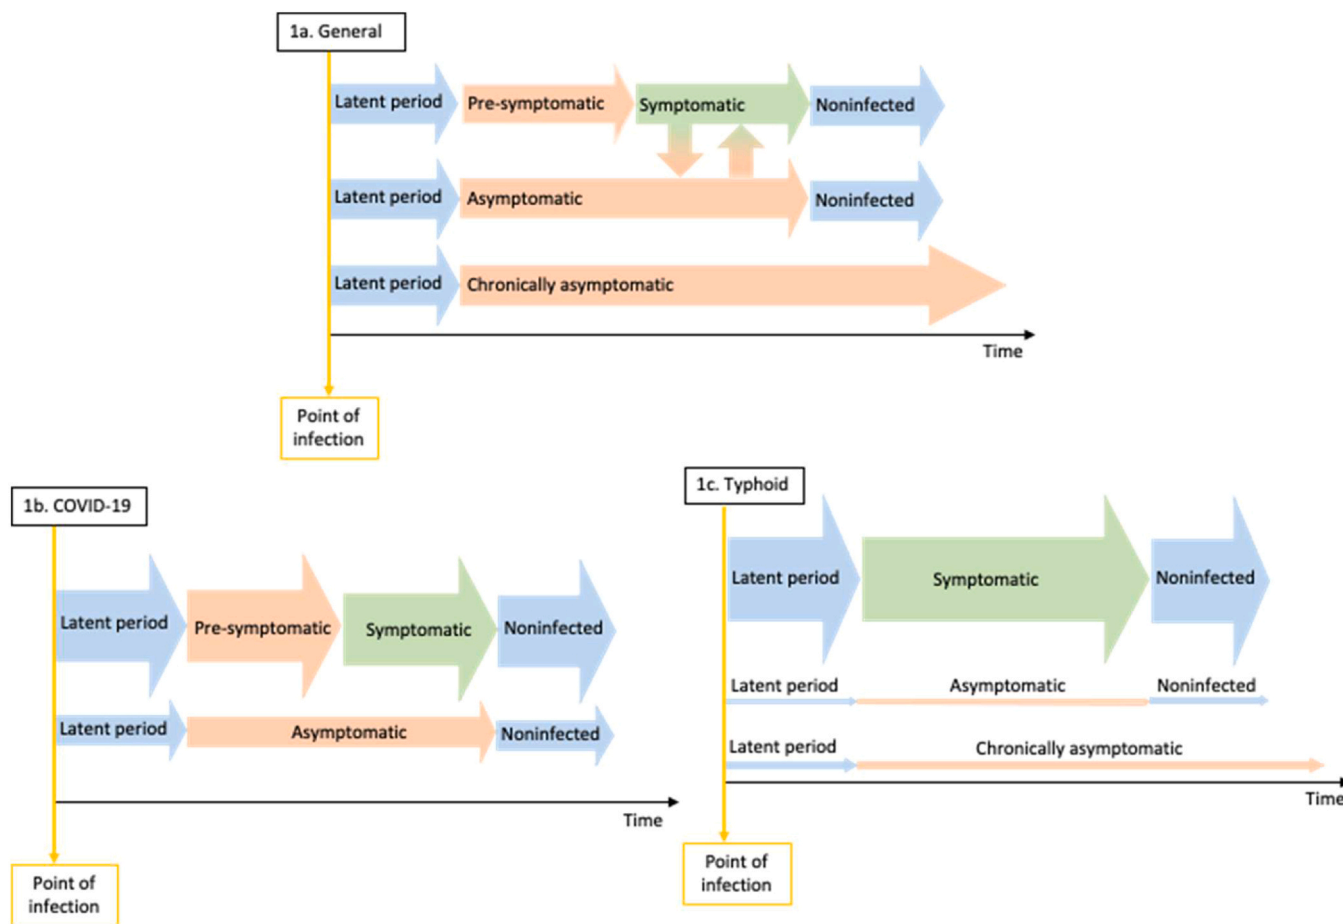 1a. General
Latent period
Pre-symptomatic
Symptomatic
Noninfected
Latent period
Asymptomatic
Noninfected
Latent period
Chronically asymptomatic
Time
Point of
infection
1b. COVID-19
Latent period
Pre-symptomatic
Symptomatic
Noninfected
Latent period
Asymptomatic
Noninfected
Time
Point of
infection
1c. Typhoid
Latent period
Symptomatic
Noninfected
Latent period
Asymptomatic
Noninfected
Latent period
Chronically asymptomatic
Time
Point of
infection